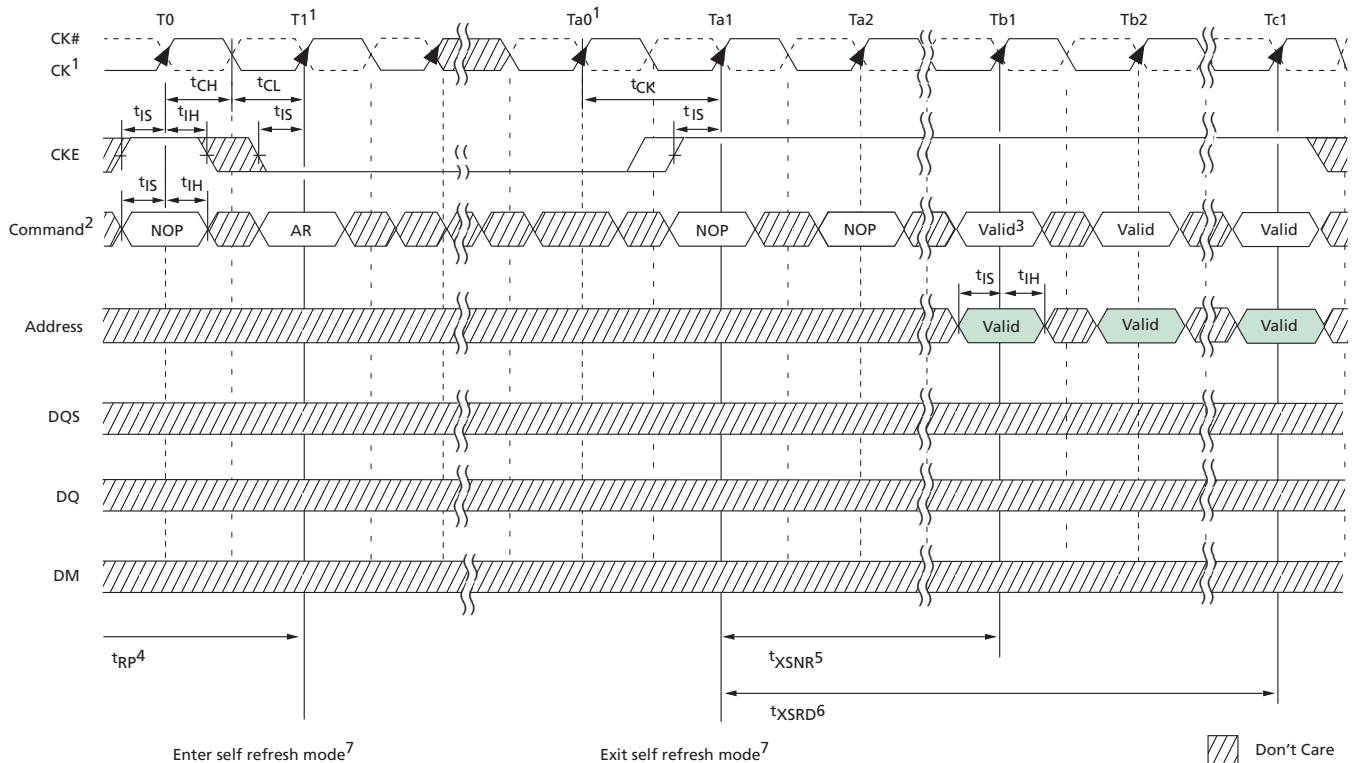 T0 T1¹ Ta0¹ Ta1 Ta2 Tb1 Tb2 Tc1
CK#
CK¹
tCH tCL tCK
tIS tIH tIS tIS
CKE
tIS tIH
Command² NOP AR NOP NOP Valid³ Valid Valid
tIS tIH
Address Valid Valid Valid
DQS
DQ
DM
tRP⁴ tXSNR⁵
tXSRD⁶
Enter self refresh mode⁷ Exit self refresh mode⁷ Don't Care